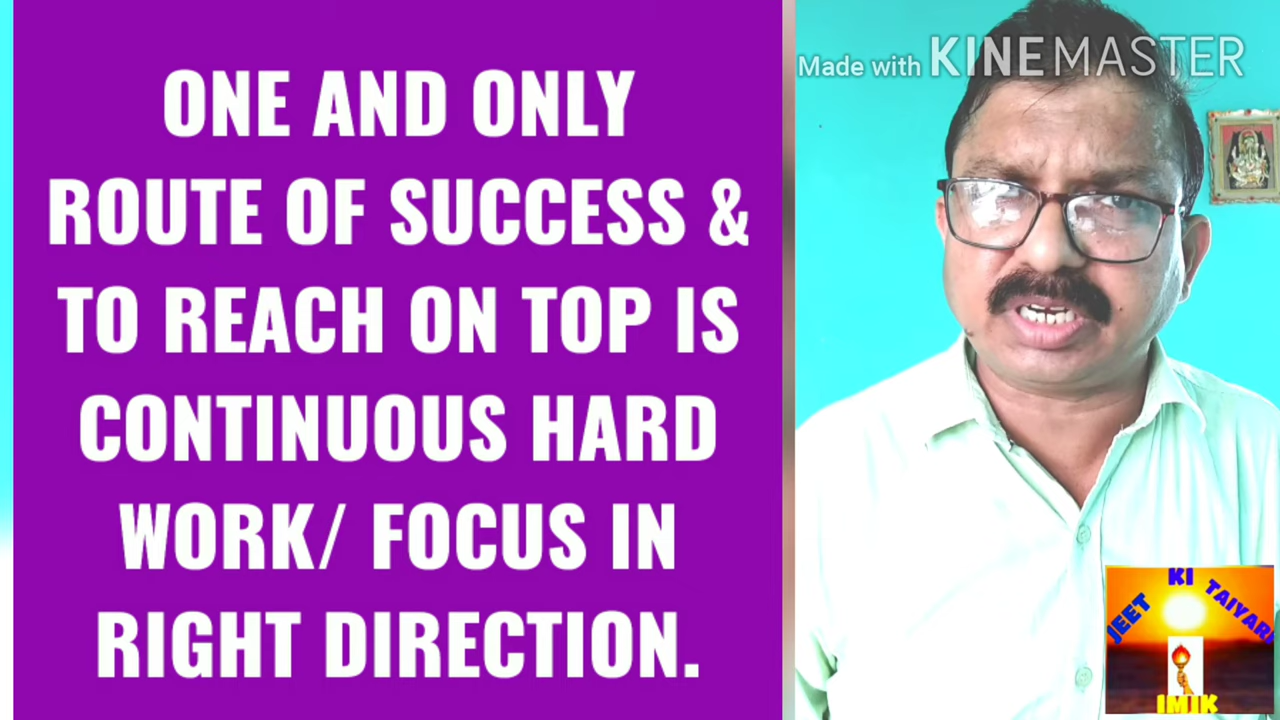 ONE AND ONLY
ROUTE OF SUCCESS &
TO REACH ON TOP IS
CONTINUOUS HARD
WORK/ FOCUS IN
RIGHT DIRECTION.
Made with KINEMASTER
JEET KI TAIYARI
IMJK